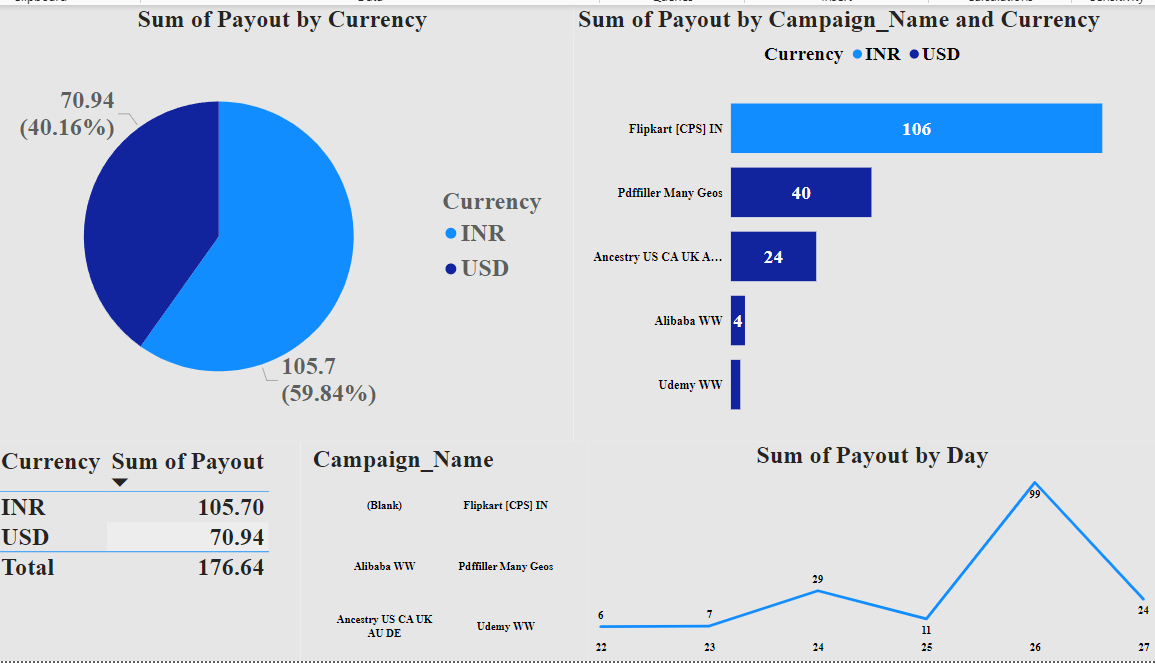 Sum of Payout by Currency
70.94
(40.16%)
105.7
(59.84%)
Currency
INR
USD
Sum of Payout by Campaign_Name and Currency
Currency INR USD
Flipkart [CPS] IN 106
Pdffiller Many Geos 40
Ancestry US CA UK A... 24
Alibaba WW 4
Udemy WW
Currency Sum of Payout
INR 105.70
USD 70.94
Total 176.64
Campaign_Name
(Blank) Flipkart [CPS] IN
Alibaba WW Pdffiller Many Geos
Ancestry US CA UK
AU DE
Udemy WW
Sum of Payout by Day
6 7 29 11 99 24
22 23 24 25 26 27